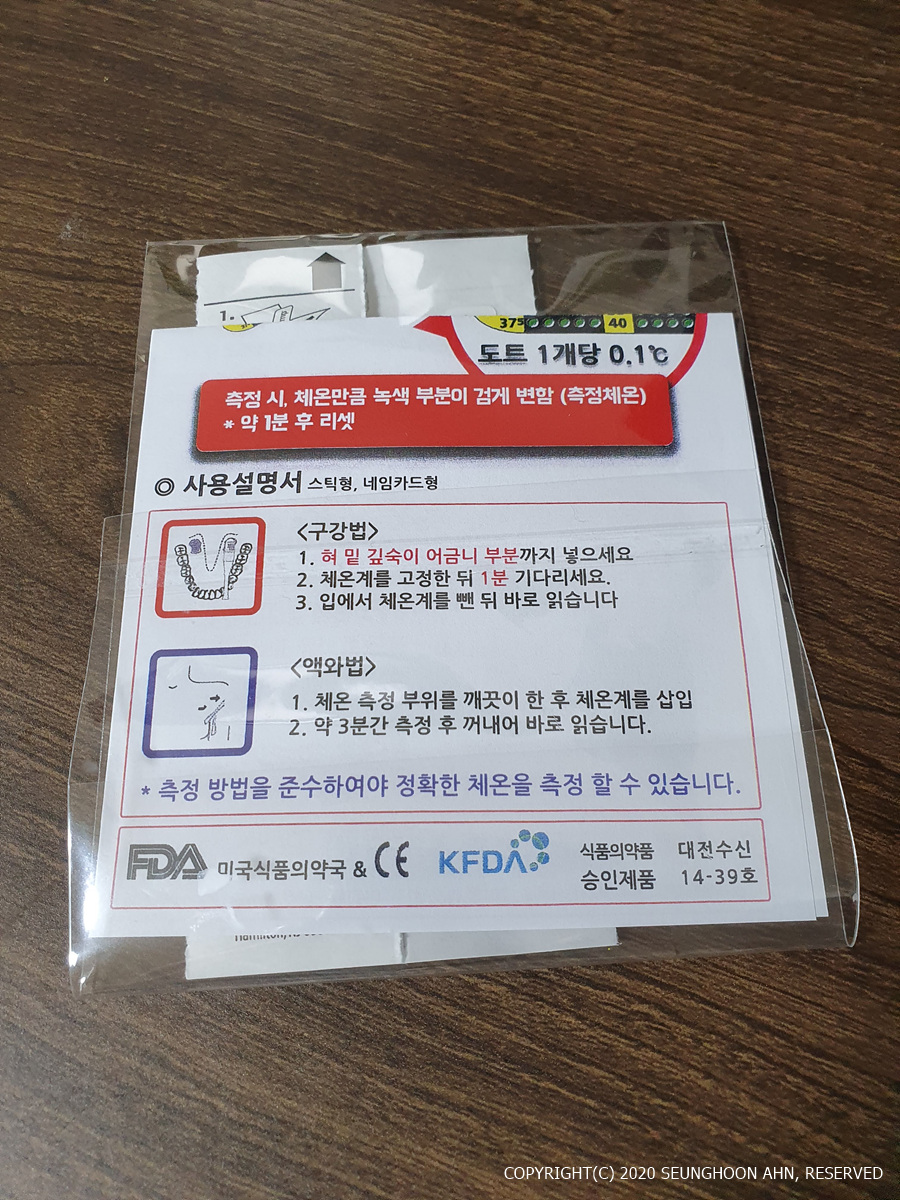 1.
375 40
도트 1개당 0.1℃
측정 시, 체온만큼 녹색 부분이 검게 변함 (측정체온)
* 약 1분 후 리셋
◎ 사용설명서 스틱형, 네임카드형
<구강법>
1. 혀 밑 깊숙이 어금니 부분까지 넣으세요
2. 체온계를 고정한 뒤 1분 기다리세요.
3. 입에서 체온계를 뺀 뒤 바로 읽습니다
<액와법>
1. 체온 측정 부위를 깨끗이 한 후 체온계를 삽입
2. 약 3분간 측정 후 꺼내어 바로 읽습니다.
* 측정 방법을 준수하여야 정확한 체온을 측정 할 수 있습니다.
FDA 미국식품의약국 & CE KFDA 식품의약품 대전수신
승인제품 14-39호
COPYRIGHT(C) 2020 SEUNGHOON AHN, RESERVED